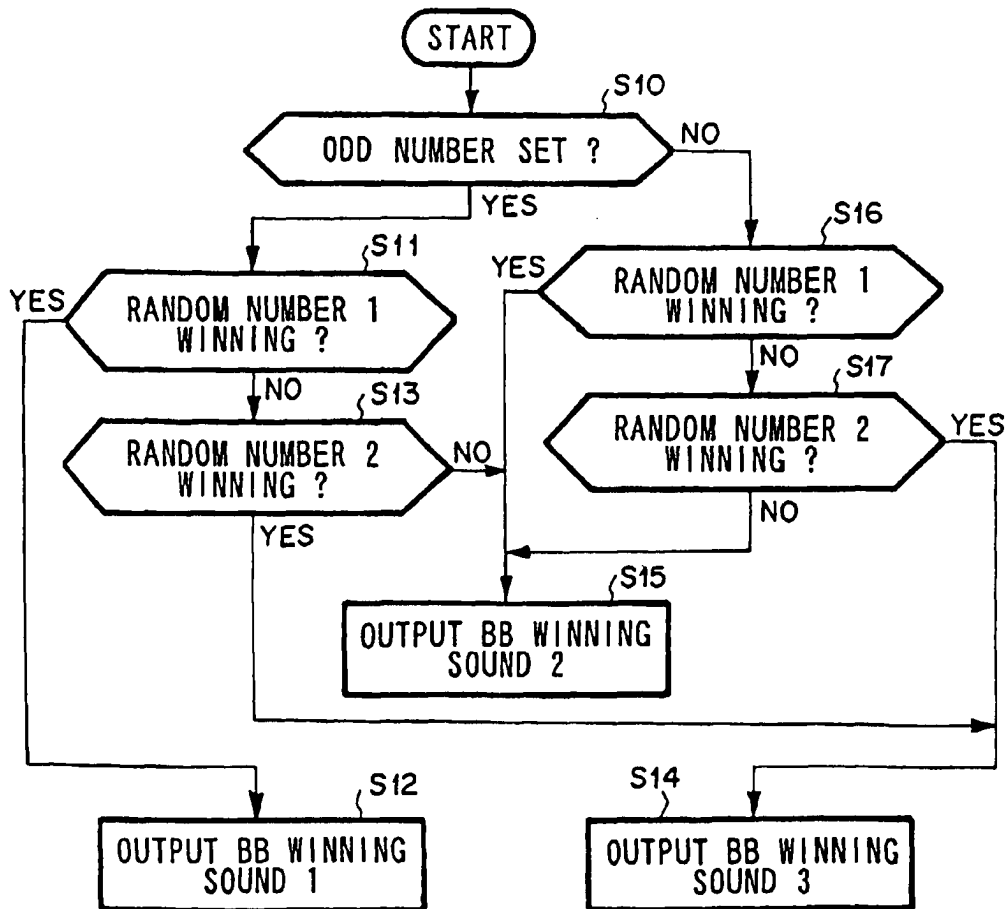 START
S10
ODD NUMBER SET ?
NO
YES
S11
YES
RANDOM NUMBER 1
WINNING ?
NO
S16
YES
RANDOM NUMBER 1
WINNING ?
NO
S13
RANDOM NUMBER 2
WINNING ?
NO
YES
S17
RANDOM NUMBER 2
WINNING ?
YES
NO
S15
OUTPUT BB WINNING
SOUND 2
S12
OUTPUT BB WINNING
SOUND 1
S14
OUTPUT BB WINNING
SOUND 3